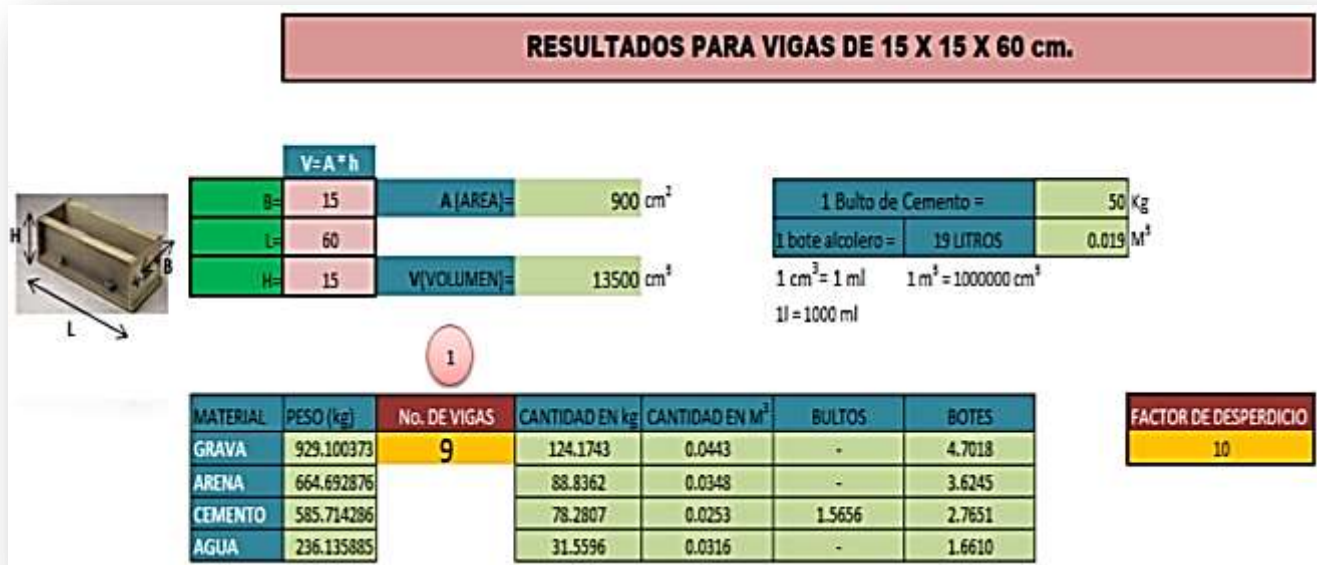 RESULTADOS PARA VIGAS DE 15 X 15 X 60 cm.
V=A*h
B= 15 A (AREA)= 900 cm²
L= 60
H= 15 V(VOLUMEN)= 13500 cm³
H
B
L
1 Bulto de Cemento = 50 Kg
1 bote alcolero = 19 LITROS 0.019 M³
1 cm³ = 1 ml 1 m³ = 1000000 cm³
1l = 1000 ml
1
MATERIAL PESO (kg) No. DE VIGAS CANTIDAD EN kg CANTIDAD EN M³ BULTOS BOTES
GRAVA 929.100373 9 124.1743 0.0443 - 4.7018
ARENA 664.692876 88.8362 0.0348 - 3.6245
CEMENTO 585.714286 78.2807 0.0253 1.5656 2.7651
AGUA 236.135885 31.5596 0.0316 - 1.6610
FACTOR DE DESPERDICIO
10